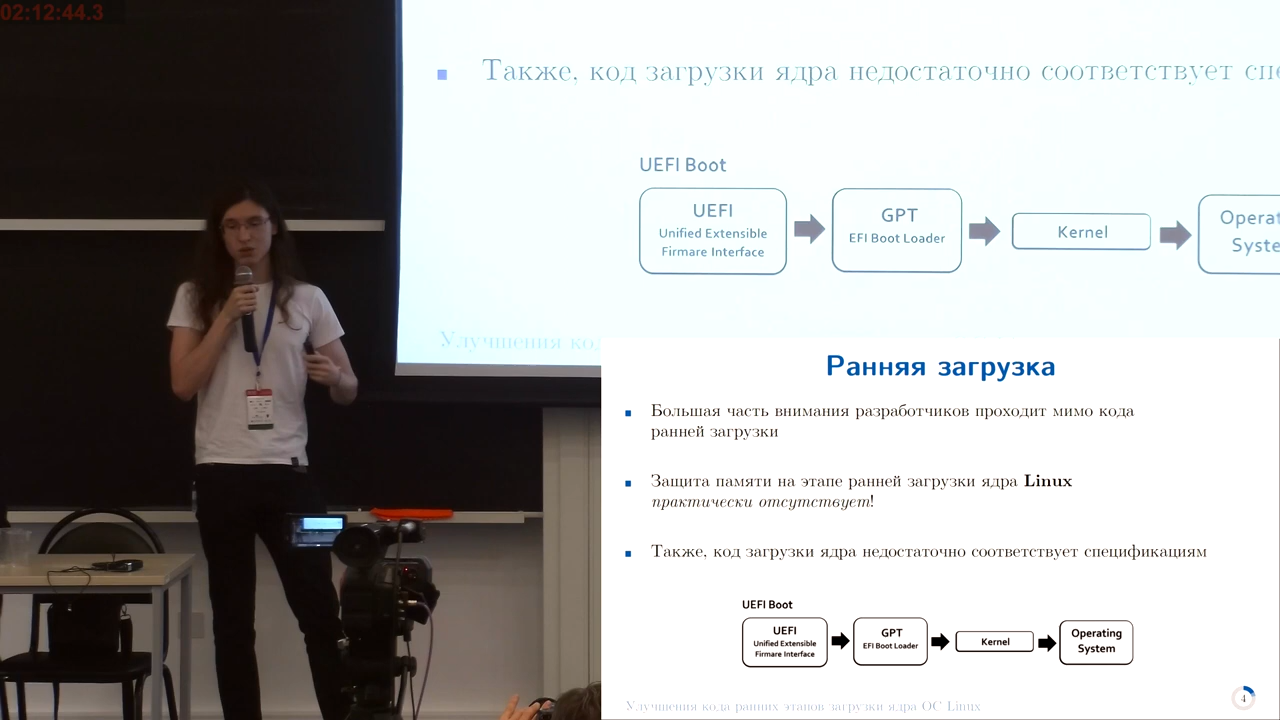 02:12:44.3
Также, код загрузки ядра недостаточно соответствует
UEFI Boot
UEFI
Unified Extensible
Firmare Interface
GPT
EFI Boot Loader
Kernel
Улучшения
Ранняя загрузка
Большая часть внимания разработчиков проходит мимо кода
ранней загрузки
Защита памяти на этапе ранней загрузки ядра Linux
практически отсутствует!
Также, код загрузки ядра недостаточно соответствует спецификациям
UEFI Boot
UEFI
Unified Extensible
Firmare Interface
GPT
EFI Boot Loader
Kernel
Operating
System
Улучшения кода ранних этапов загрузки ядра ОС Linux
4